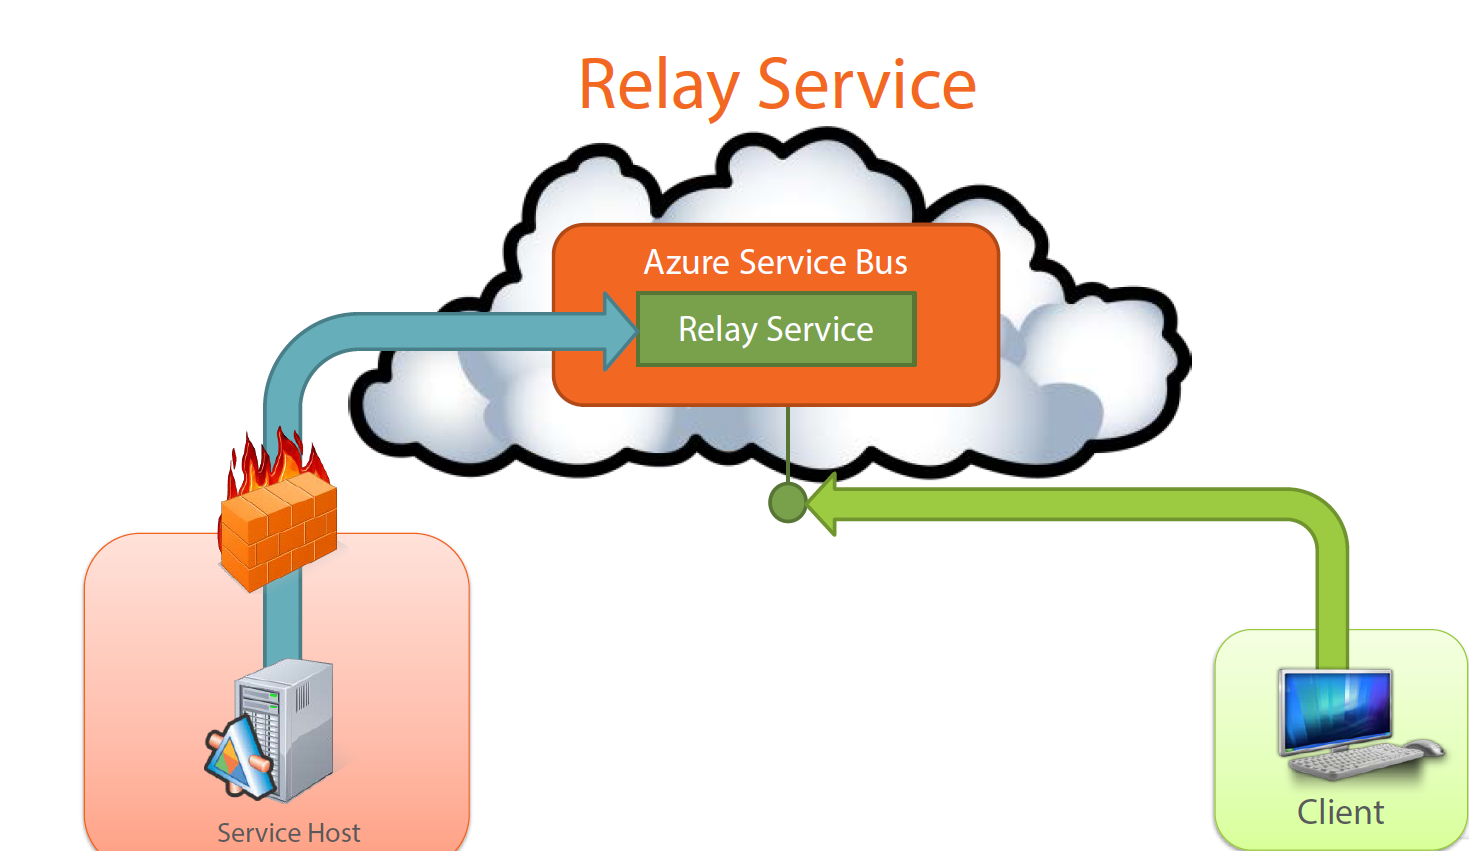 Relay Service
Azure Service Bus
Relay Service
Service Host
Client